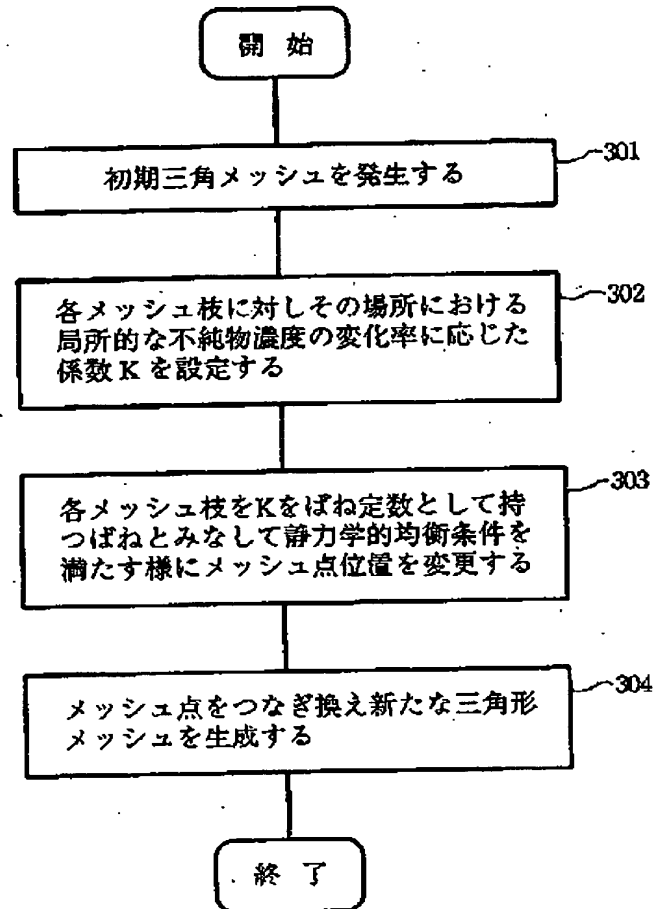 開始
初期三角メッシュを発生する
301
各メッシュ枝に対しその場所における
局所的な不純物濃度の変化率に応じた
係数Kを設定する
302
各メッシュ枝をKをばね定数として持
つばねとみなして静力学的均衡条件を
満たす様にメッシュ点位置を変更する
303
メッシュ点をつなぎ換え新たな三角形
メッシュを生成する
304
終了